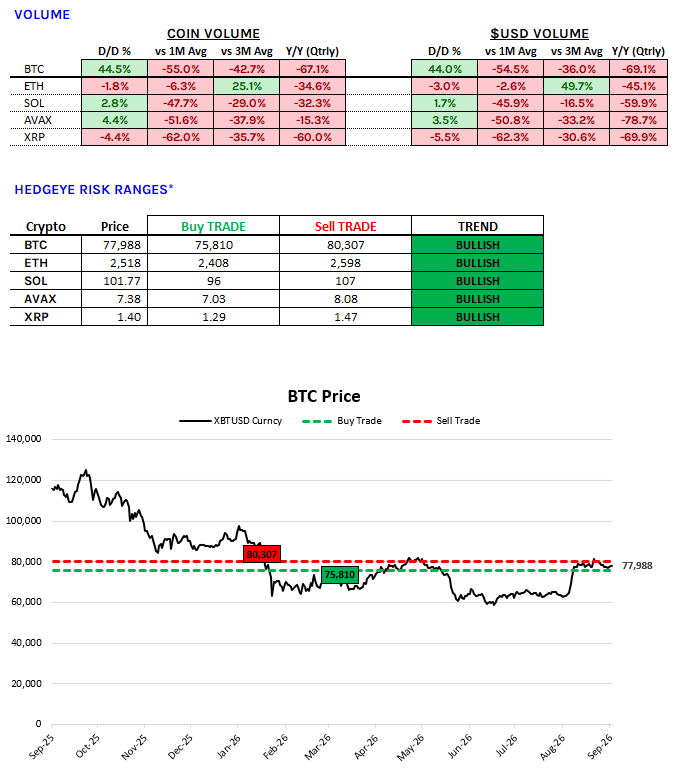 VOLUME
COIN VOLUME $USD VOLUME
D/D % vs 1M Avg vs 3M Avg Y/Y (Qtrly) D/D % vs 1M Avg vs 3M Avg Y/Y (Qtrly)
BTC 44.5% -55.0% -42.7% -67.1% 44.0% -54.5% -36.0% -69.1%
ETH -1.8% -6.3% 25.1% -34.6% -3.0% -2.6% 49.7% -45.1%
SOL 2.8% -47.7% -29.0% -32.3% 1.7% -45.9% -16.5% -59.9%
AVAX 4.4% -51.6% -37.9% -15.3% 3.5% -50.8% -33.2% -78.7%
XRP -4.4% -62.0% -35.7% -60.0% -5.5% -62.3% -30.6% -69.9%
HEDGEYE RISK RANGES*
Crypto Price Buy TRADE Sell TRADE TREND
BTC 77,988 75,810 80,307 BULLISH
ETH 2,518 2,408 2,598 BULLISH
SOL 101.77 96 107 BULLISH
AVAX 7.38 7.03 8.08 BULLISH
XRP 1.40 1.29 1.47 BULLISH
BTC Price
XBTUSD Curncy Buy Trade Sell Trade
140,000
120,000
100,000
80,000
60,000
40,000
20,000
0
80,307
75,810
77,988
Sep-25 Oct-25 Nov-25 Dec-25 Jan-26 Feb-26 Mar-26 Apr-26 May-26 Jun-26 Jul-26 Aug-26 Sep-26